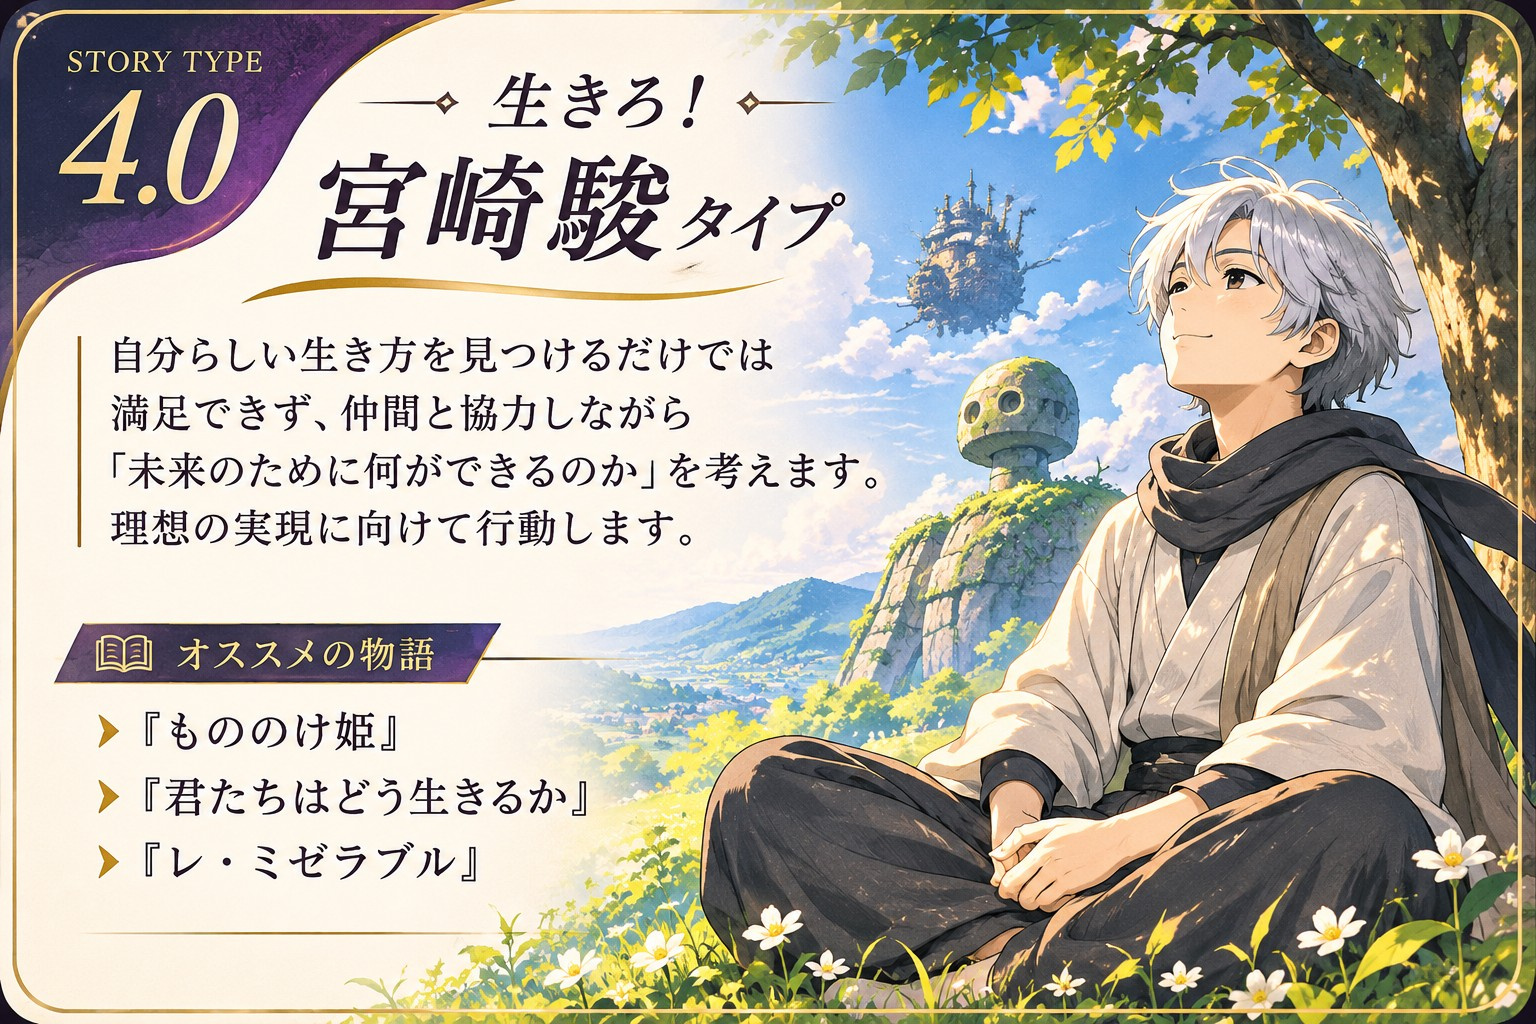 STORY TYPE
4.0
生きろ！
宮崎駿タイプ
自分らしい生き方を見つけるだけでは
満足できず、仲間と協力しながら
「未来のために何ができるのか」を考えます。
理想の実現に向けて行動します。
オススメの物語
『もののけ姫』
『君たちはどう生きるか』
『レ・ミゼラブル』